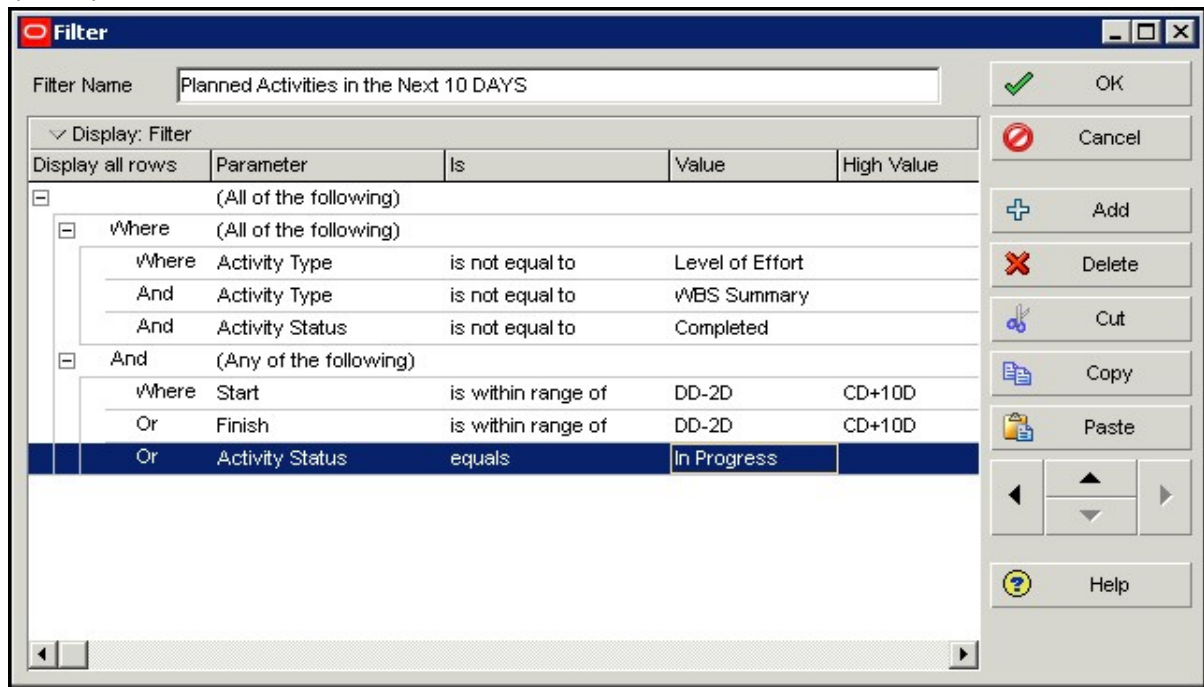 Filter
Filter Name Planned Activities in the Next 10 DAYS
OK
Display: Filter
Cancel
Display all rows Parameter Is Value High Value
(All of the following)
Add
Where (All of the following)
Where Activity Type is not equal to Level of Effort
Delete
And Activity Type is not equal to WBS Summary
And Activity Status is not equal to Completed
Cut
And (Any of the following)
Copy
Where Start is within range of DD-2D CD+10D
Or Finish is within range of DD-2D CD+10D
Paste
Or Activity Status equals In Progress
Help